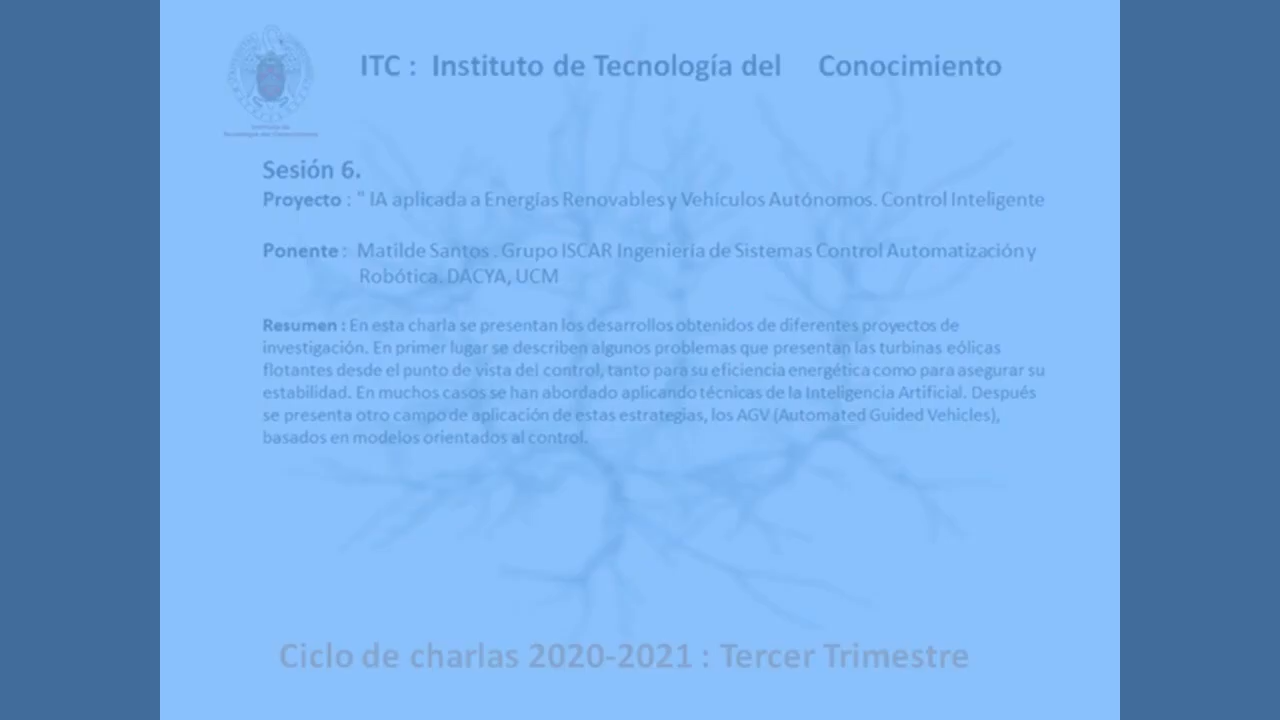 ITC : Instituto de Tecnología del Conocimiento
Instituto de
Tecnología del Conocimiento
Sesión 6.
Proyecto : " IA aplicada a Energías Renovables y Vehículos Autónomos. Control Inteligente
Ponente : Matilde Santos . Grupo ISCAR Ingeniería de Sistemas Control Automatización y
Robótica. DACYA, UCM
Resumen : En esta charla se presentan los desarrollos obtenidos de diferentes proyectos de
investigación. En primer lugar se describen algunos problemas que presentan las turbinas eólicas
flotantes desde el punto de vista del control, tanto para su eficiencia energética como para asegurar su
estabilidad. En muchos casos se han abordado aplicando técnicas de la Inteligencia Artificial. Después
se presenta otro campo de aplicación de estas estrategias, los AGV (Automated Guided Vehicles),
basados en modelos orientados al control.
Ciclo de charlas 2020-2021 : Tercer Trimestre